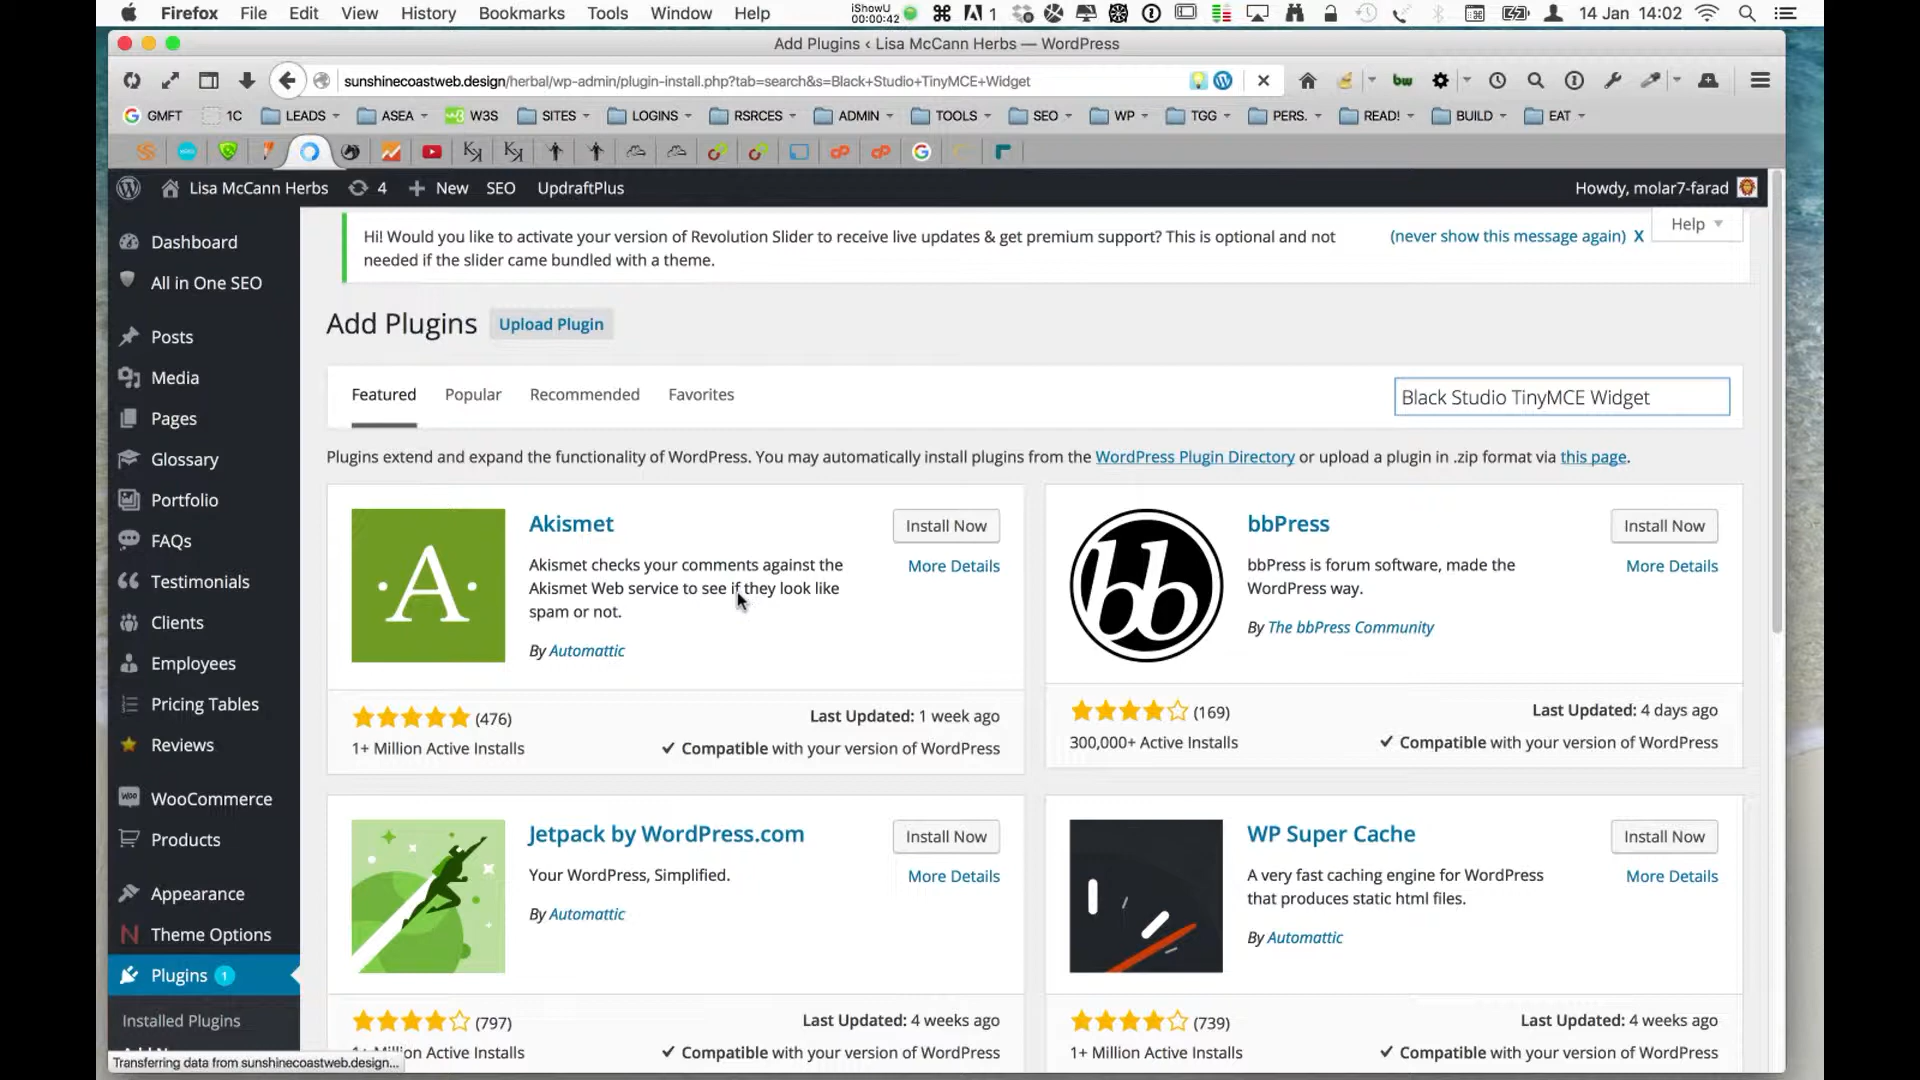 Firefox File Edit View History Bookmarks Tools Window Help
iShowU
00:00:42
1
14 Jan 14:02
Add Plugins ‹ Lisa McCann Herbs — WordPress
sunshinecoastweb.design/herbal/wp-admin/plugin-install.php?tab=search&s=Black+Studio+TinyMCE+Widget
bw
GMFT 1C LEADS ASEA W3S SITES LOGINS RSRCES ADMIN TOOLS SEO WP TGG PERS. READ! BUILD EAT
Lisa McCann Herbs 4 New SEO UpdraftPlus
Howdy, molar7-farad
Dashboard
All in One SEO
Posts
Media
Pages
Glossary
Portfolio
FAQs
Testimonials
Clients
Employees
Pricing Tables
Reviews
WooCommerce
Products
Appearance
Theme Options
Plugins 1
Installed Plugins
Transferring data from sunshinecoastweb.design...
Hi! Would you like to activate your version of Revolution Slider to receive live updates & get premium support? This is optional and not
needed if the slider came bundled with a theme.
(never show this message again) X
Help
Add Plugins Upload Plugin
Featured Popular Recommended Favorites
Black Studio TinyMCE Widget
Plugins extend and expand the functionality of WordPress. You may automatically install plugins from the WordPress Plugin Directory or upload a plugin in .zip format via this page.
A
Akismet
Install Now
More Details
Akismet checks your comments against the
Akismet Web service to see if they look like
spam or not.
By Automattic
(476)
Last Updated: 1 week ago
1+ Million Active Installs
Compatible with your version of WordPress
bb
bbPress
Install Now
More Details
bbPress is forum software, made the
WordPress way.
By The bbPress Community
(169)
Last Updated: 4 days ago
300,000+ Active Installs
Compatible with your version of WordPress
Jetpack by WordPress.com
Install Now
More Details
Your WordPress, Simplified.
By Automattic
(797)
Last Updated: 4 weeks ago
1+ Million Active Installs
Compatible with your version of WordPress
WP Super Cache
Install Now
More Details
A very fast caching engine for WordPress
that produces static html files.
By Automattic
(739)
Last Updated: 4 weeks ago
1+ Million Active Installs
Compatible with your version of WordPress